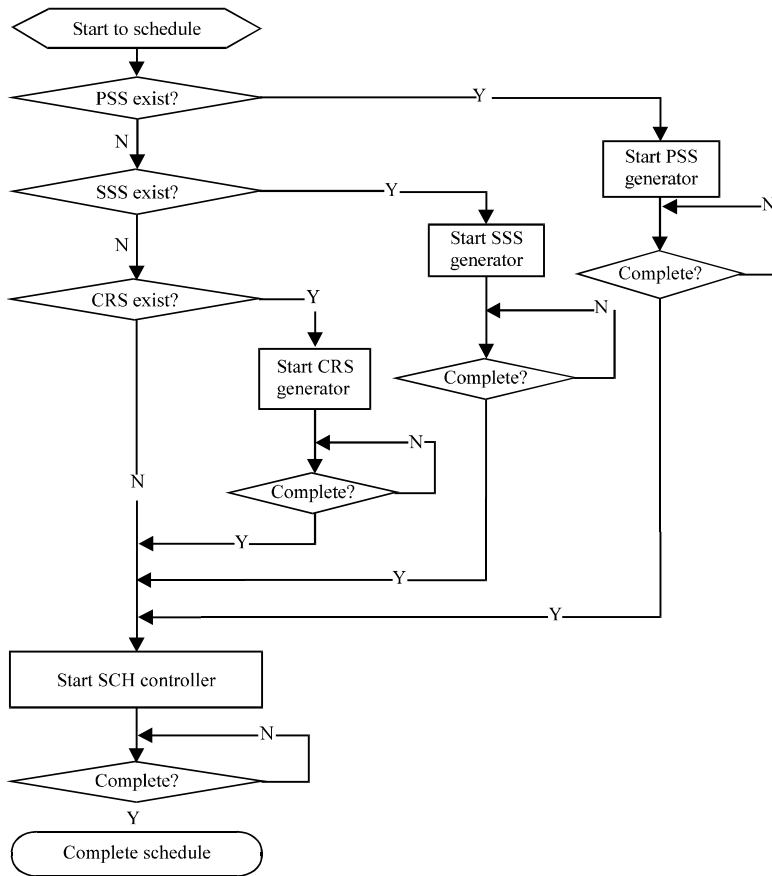 Start to schedule
PSS exist?
Y
N
Start PSS
generator
SSS exist?
Y
N
N
Start SSS
generator
Complete?
CRS exist?
Y
N
Start CRS
generator
Complete?
N
N
Complete?
Y
Y
Y
Start SCH controller
N
Complete?
Y
Complete schedule